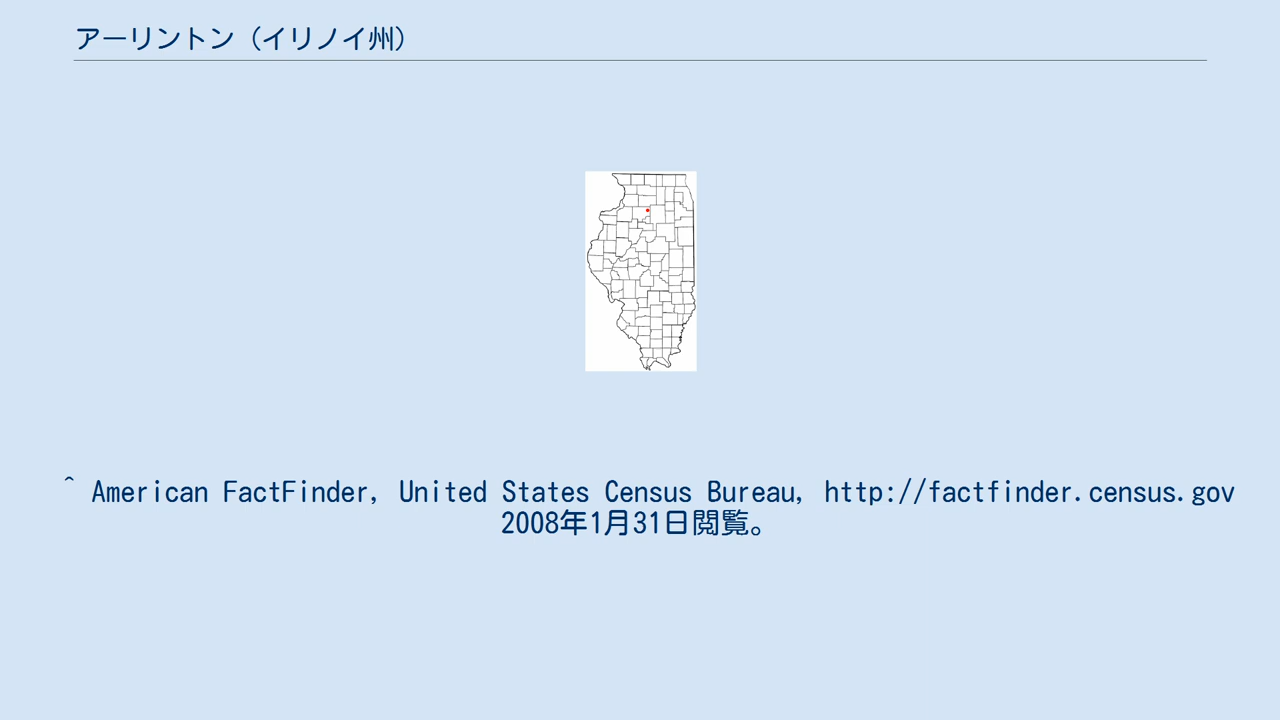 アーリントン（イリノイ州）
^ American FactFinder, United States Census Bureau, http://factfinder.census.gov
2008年1月31日閲覧。